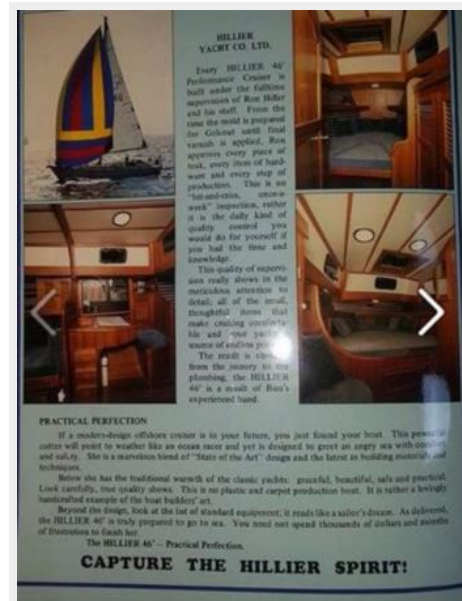 HILLIER
YACHT CO. LTD.
Every HILLIER 46'
Performance Cruiser is
built under the fulltime
supervision of Ron Hiller
and his staff. From the
time the mold is prepared
for Gelcoat until final
varnish is applied, Ron
approves every piece of
teak, every item of hard-
ware and every step of
production. This is no
inspection, rather
it is the daily kind of
quality control you
would do for yourself if
you had the time and
knowledge.
This quality of supervi-
sion really shows in the
meticulous attention to
detail; all of the small,
thoughtful items that
make cruising comforta-
ble and your yacht a
source of endless
The result is
from the to the
plumbing, the HILLIER
46' is a result of Ron's
experienced hand.
PRACTICAL PERFECTION
If a modern-design offshore cruiser is in your future, you just found your boat. This powerful
cutter will point to weather like an ocean racer and yet is designed to greet an angry sea with comfort
and safety. She is a marvelous blend of "State of the Art" design and the latest in building materials and
techniques.
Below she has the traditional warmth of the classic yachts: graceful, beautiful, safe and practical.
Look carefully, true quality shows. This is no plastic and carpet production boat. It is rather a lovingly
handcrafted example of the boat builders' art.
Beyond the design, look at the list of standard equipment; it reads like a sailor's dream. As delivered,
the HILLIER 46' is truly prepared to go to sea. You need not spend thousands of dollars and months
of frustration to finish her.
The HILLIER 46' – Practical Perfection.
CAPTURE THE HILLIER SPIRIT!